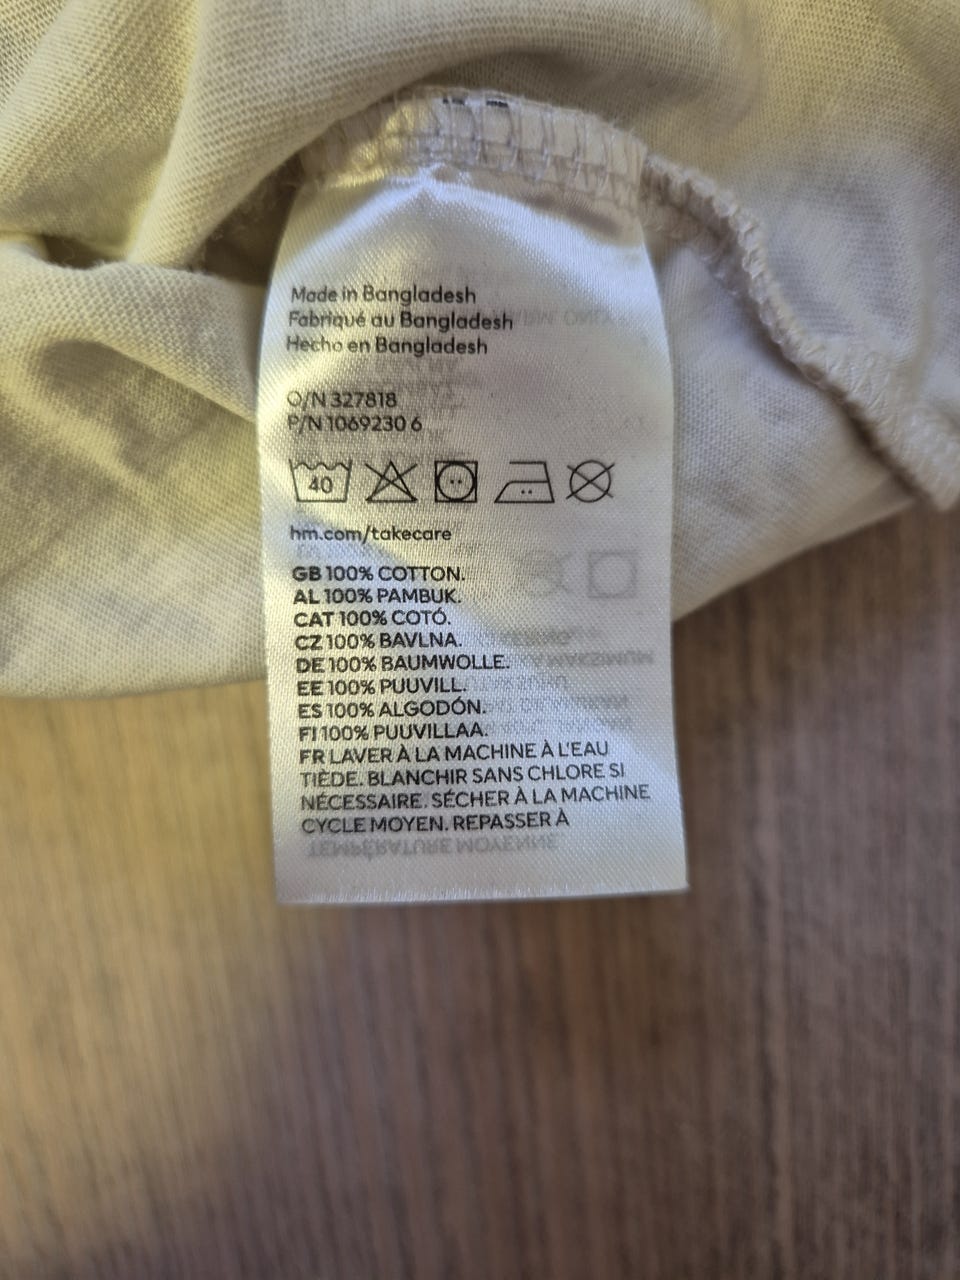 Made in Bangladesh
Fabriqué au Bangladesh
Hecho en Bangladesh
O/N 327818
P/N 1069230 6
40
hm.com/takecare
GB 100% COTTON.
AL 100% PAMBUK.
CAT 100% COTÓ.
CZ 100% BAVLNA.
DE 100% BAUMWOLLE.
EE 100% PUUVILL.
ES 100% ALGODÓN.
FI 100% PUUVILLAA.
FR LAVER À LA MACHINE À L'EAU
TIÈDE. BLANCHIR SANS CHLORE SI
NÉCESSAIRE. SÉCHER À LA MACHINE
CYCLE MOYEN. REPASSER À
TEMPÉRATURE MOYENNE